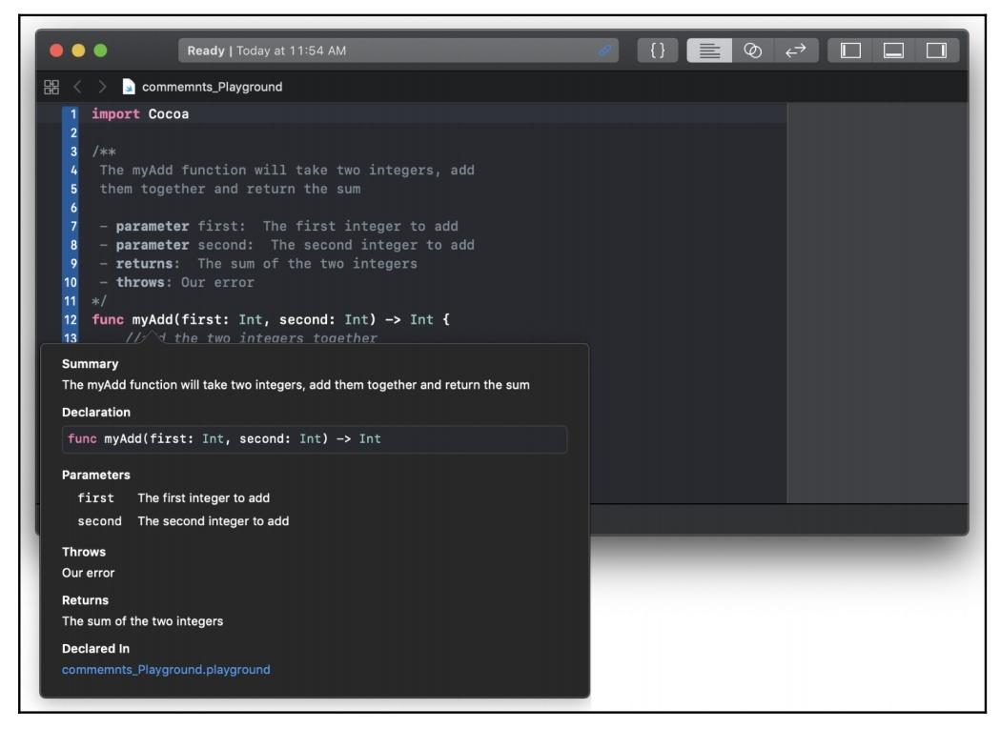 Ready | Today at 11:54 AM
{}
commemnts_Playground
1 import Cocoa
2
3 /**
4 The myAdd function will take two integers, add
5 them together and return the sum
6
7 – parameter first:  The first integer to add
8 – parameter second:  The second integer to add
9 – returns:  The sum of the two integers
10 – throws: Our error
11 */
12 func myAdd(first: Int, second: Int) –> Int {
13 // the two integers together
Summary
The myAdd function will take two integers, add them together and return the sum
Declaration
func myAdd(first: Int, second: Int) –> Int
Parameters
first The first integer to add
second The second integer to add
Throws
Our error
Returns
The sum of the two integers
Declared In
commemnts_Playground.playground